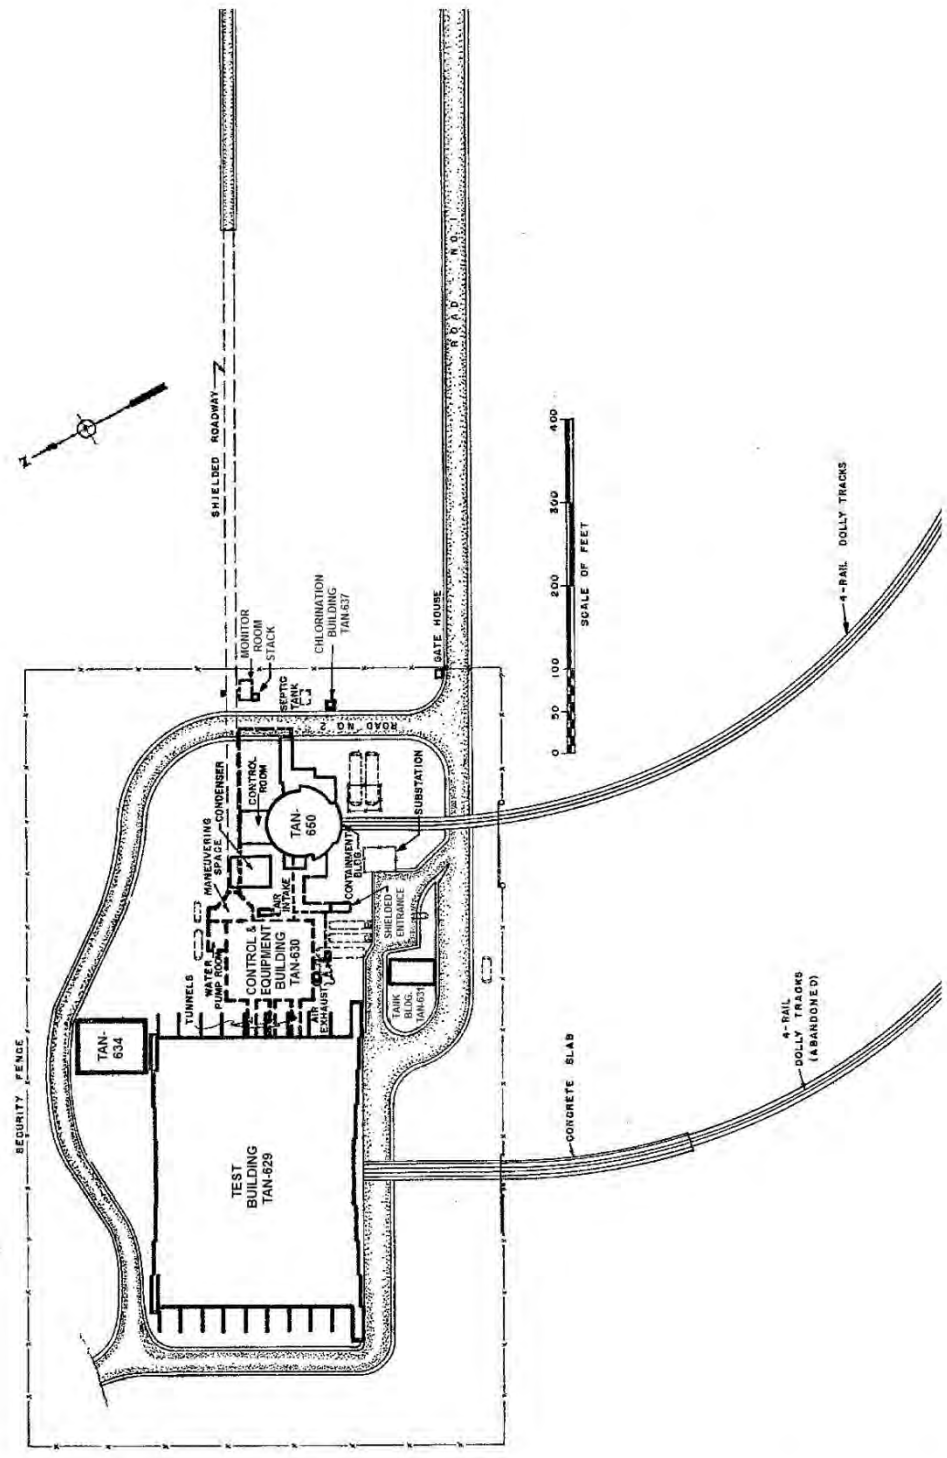 ROAD NO. 1
SHIELDED ROADWAY
N
400
300
200
100
50
0
SCALE OF FEET
4-RAIL DOLLY TRACKS
MONITOR
ROOM
STACK
CHLORINATION
BUILDING
TAN-637
GATE HOUSE
SEPTIC
TANK
ROAD NO. 2
CONTROL
ROOM
CONDENSER
MANEUVERING
SPACE
TAN-
650
SUBSTATION
CONTAINMENT
BLDG.
AIR
INTAKE
SHIELDED
ENTRANCE
WATER
PUMP ROOM
CONTROL &
EQUIPMENT
BUILDING
TAN-630
TUNNELS
AIR
EXHAUST
TANK
BLDG.
TAN-631
TAN-
634
SECURITY FENCE
TEST
BUILDING
TAN-629
CONCRETE SLAB
4-RAIL
DOLLY TRACKS
(ABANDONED)